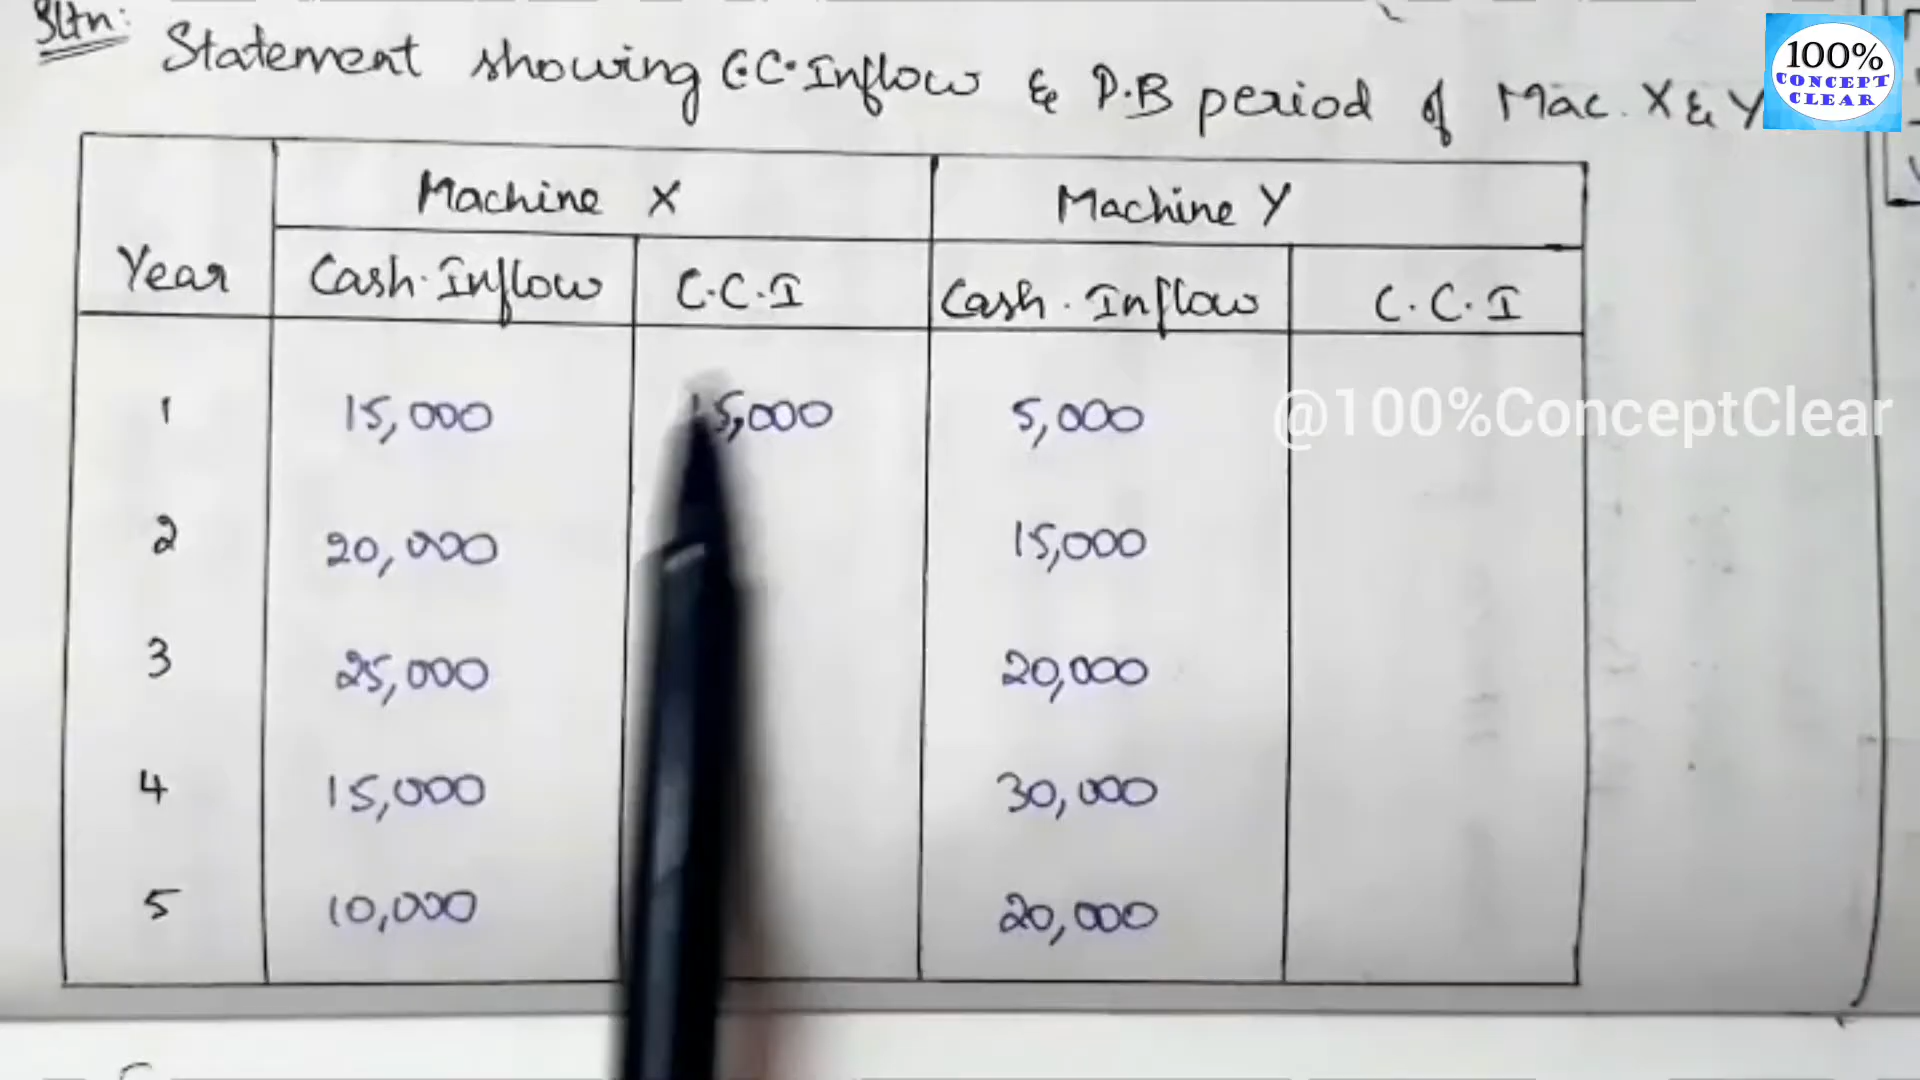 Sltn:
Statement showing C.C.Inflow & P.B period of Mac. X & Y
100%
CONCEPT
CLEAR
Machine X Machine Y
Year Cash.Inflow C.C.I Cash.Inflow C.C.I
1 15,000 15,000 5,000
@100%ConceptClear
2 20,000 15,000
3 25,000 20,000
4 15,000 30,000
5 10,000 20,000